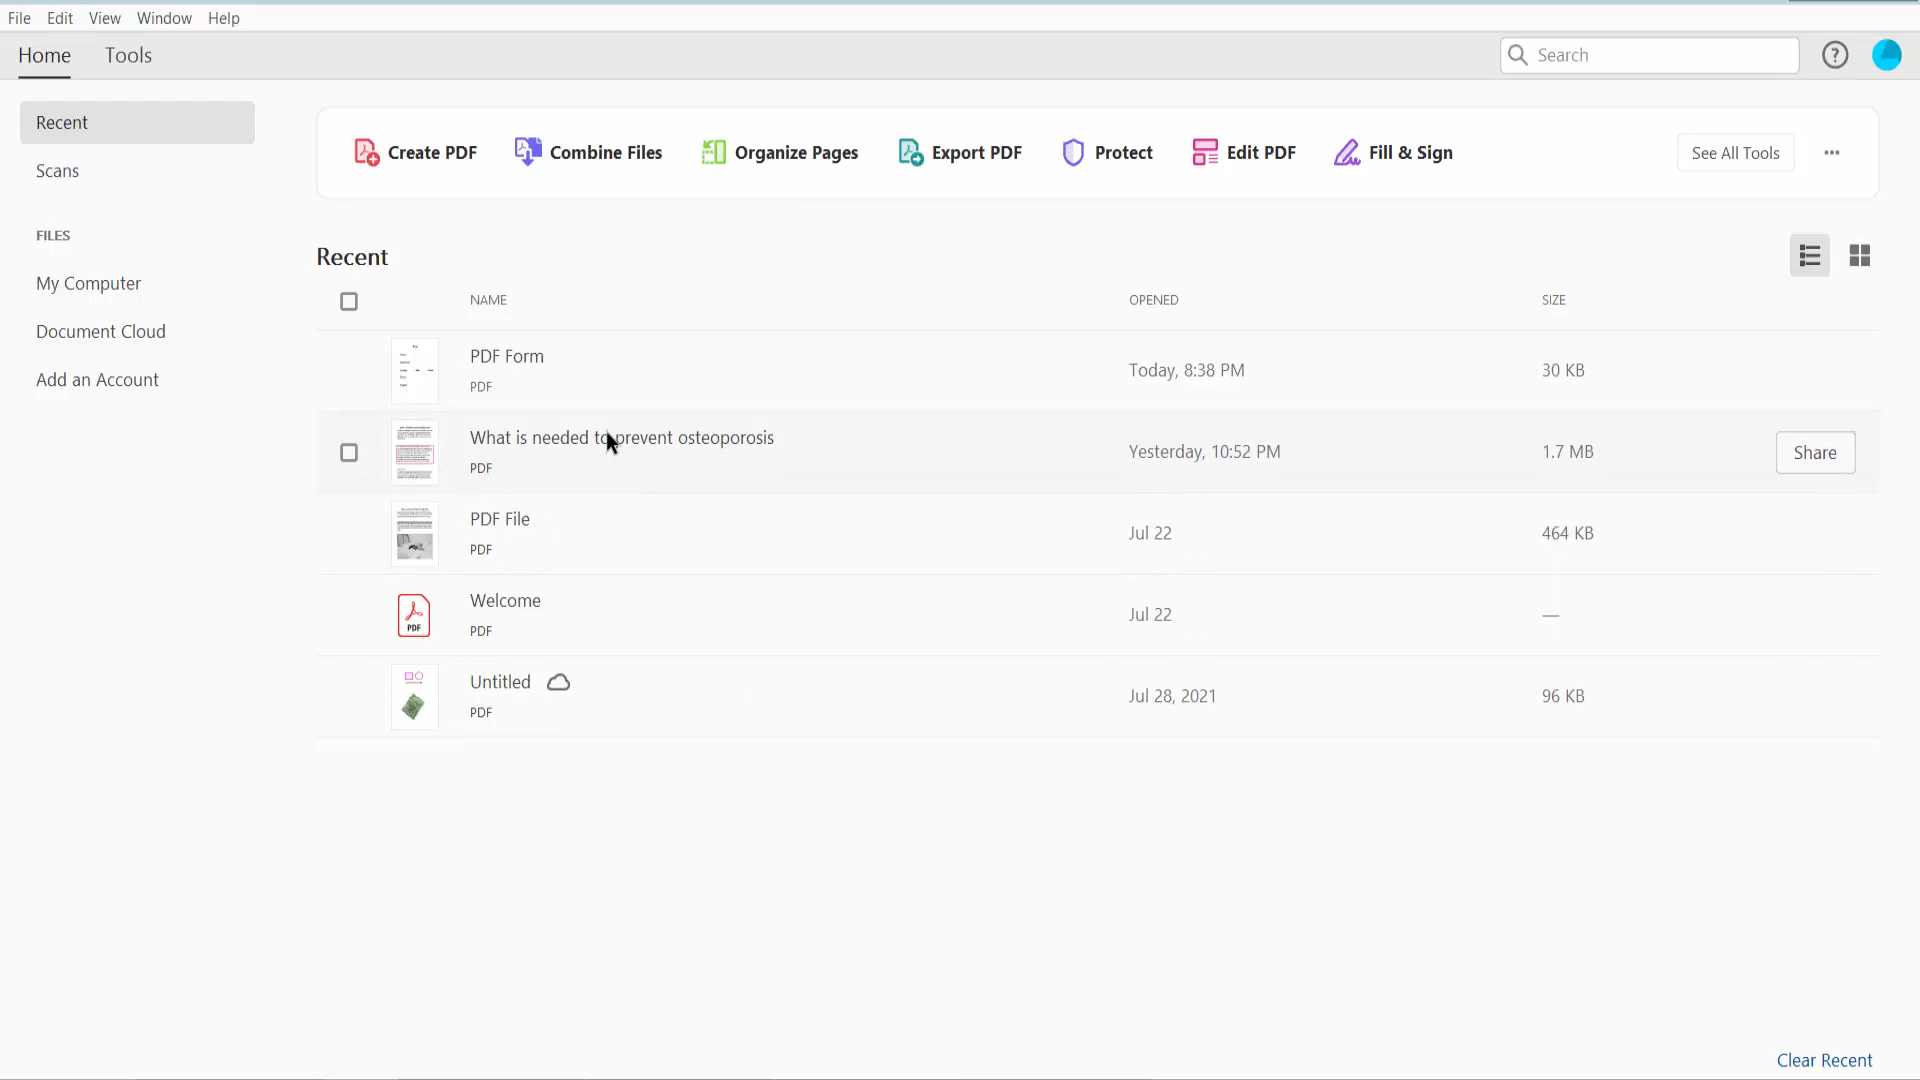 File Edit View Window Help
Home Tools Search
Recent
Scans
FILES
My Computer
Document Cloud
Add an Account
Create PDF Combine Files Organize Pages Export PDF Protect Edit PDF Fill & Sign See All Tools
Recent
NAME OPENED SIZE
PDF Form
PDF
Today, 8:38 PM 30 KB
What is needed to prevent osteoporosis
PDF
Yesterday, 10:52 PM 1.7 MB Share
PDF File
PDF
Jul 22 464 KB
PDF
Welcome
PDF
Jul 22 —
Untitled
PDF
Jul 28, 2021 96 KB
Clear Recent